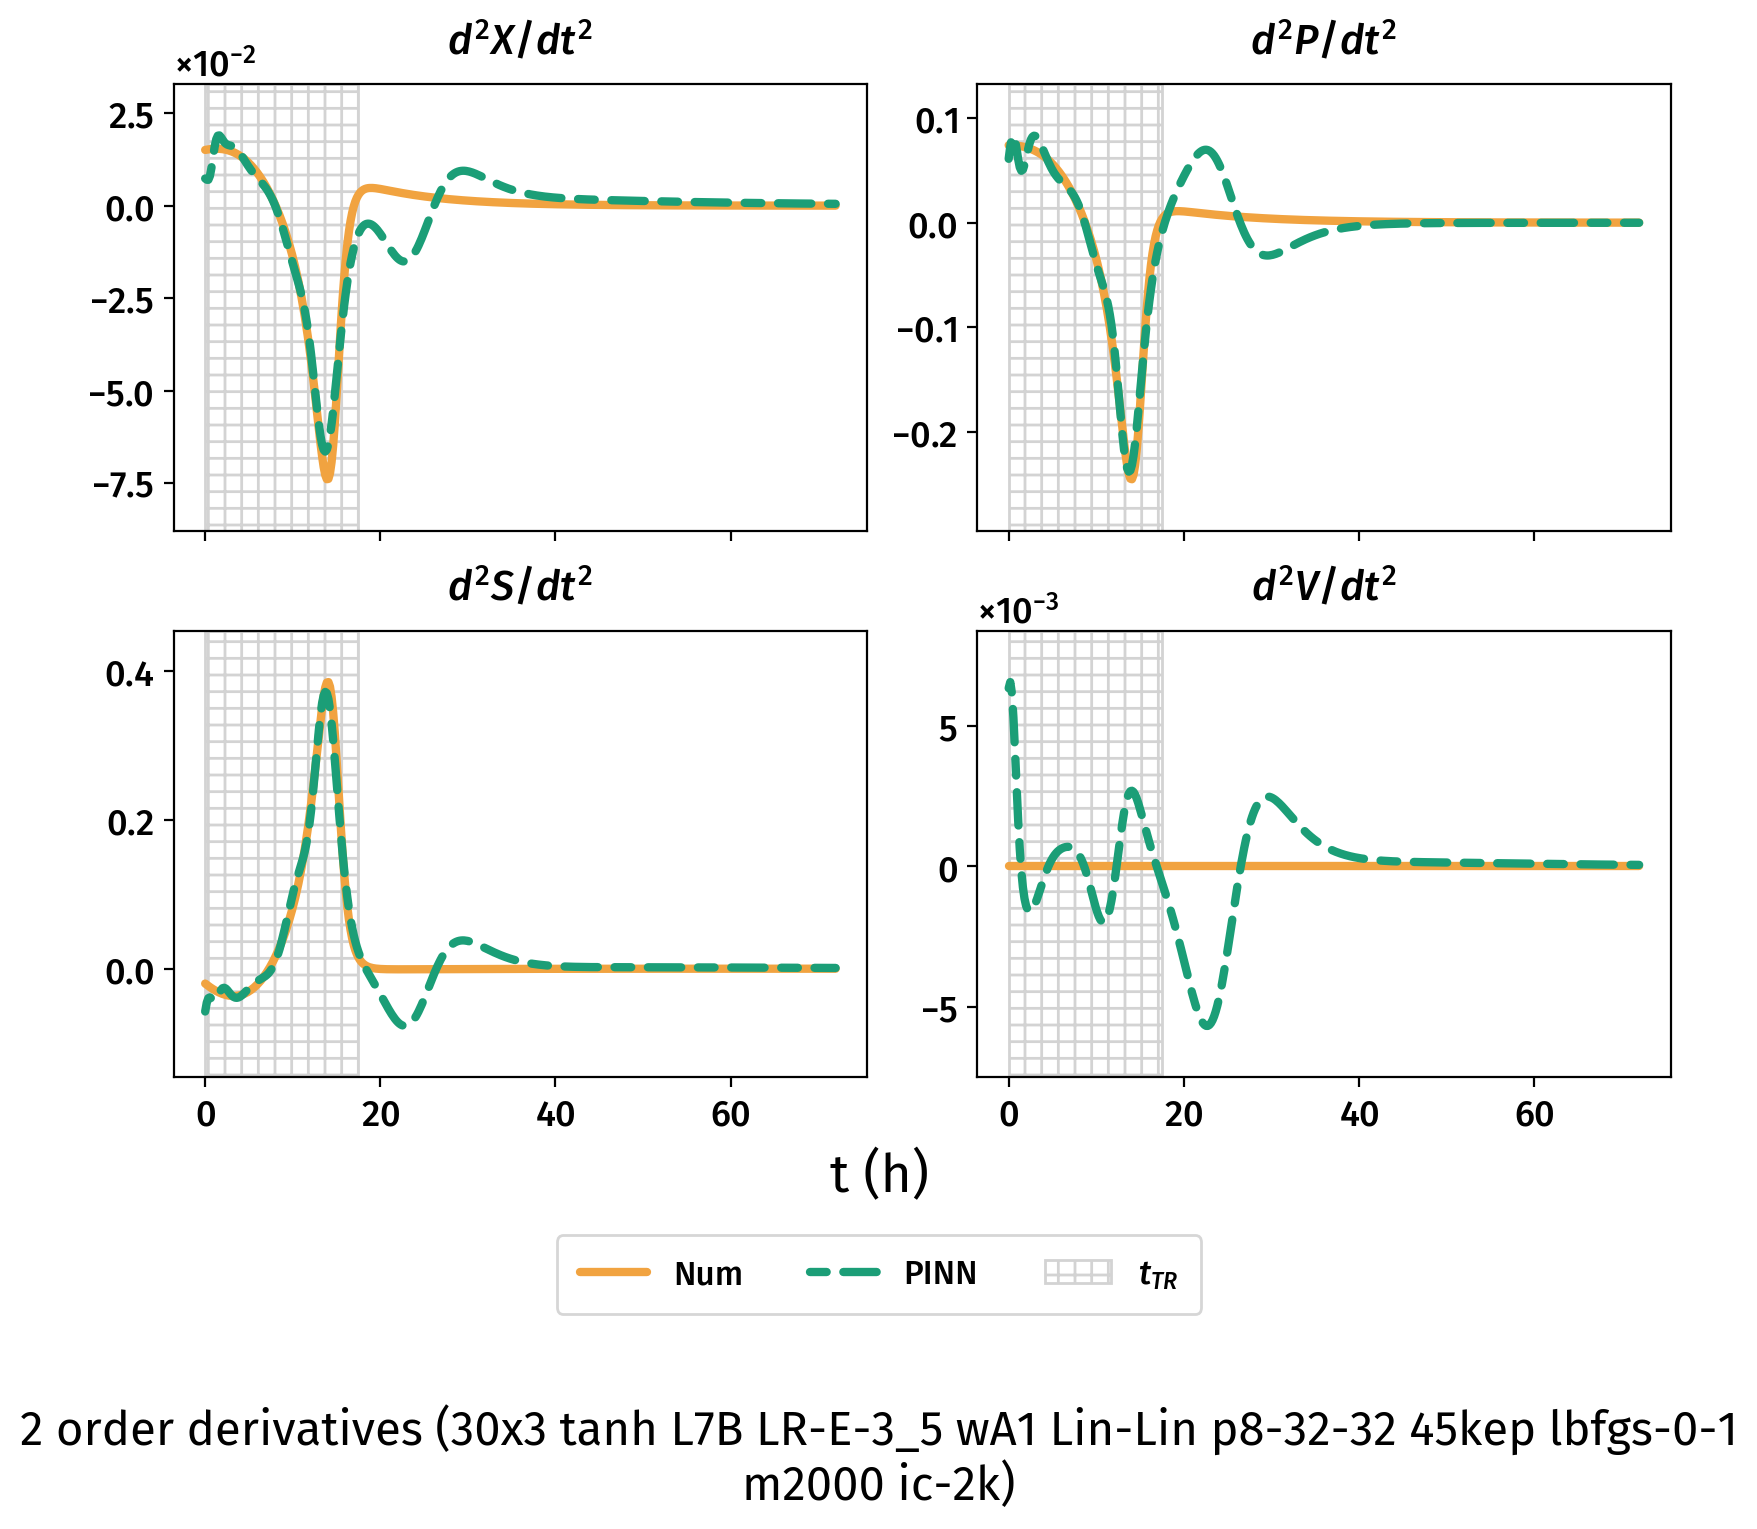 d²X/dt²
d²P/dt²
×10⁻²
2.5
0.0
−2.5
−5.0
−7.5
0.1
0.0
−0.1
−0.2
d²S/dt²
d²V/dt²
0.4
0.2
0.0
×10⁻³
5
0
−5
0 20 40 60
0 20 40 60
t (h)
Num PINN t_TR
2 order derivatives (30x3 tanh L7B LR-E-3_5 wA1 Lin-Lin p8-32-32 45kep lbfgs-0-1
m2000 ic-2k)